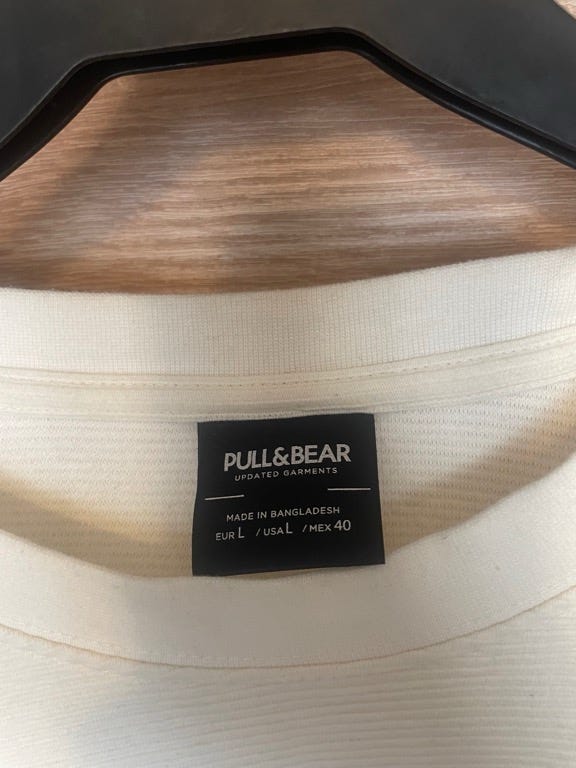 PULL&BEAR
UPDATED GARMENTS
MADE IN BANGLADESH
EUR L / USA L / MEX 40